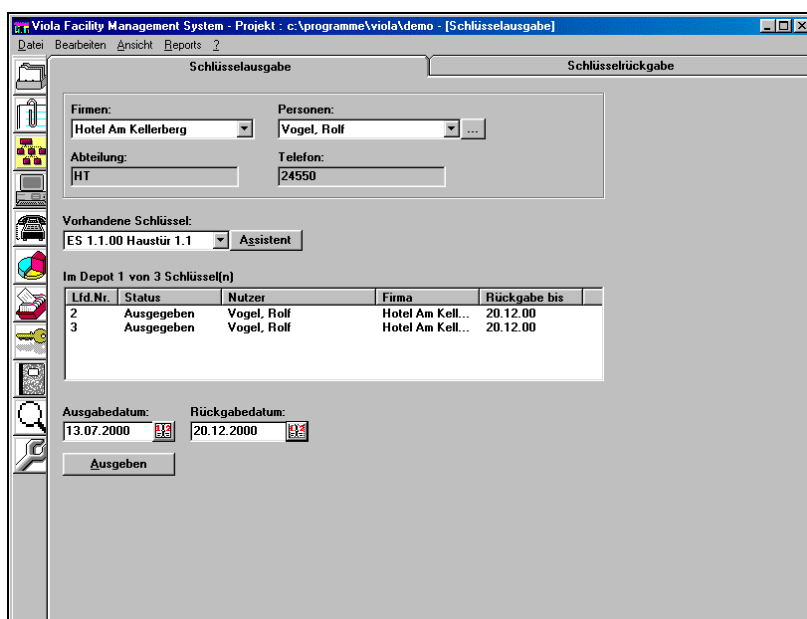 Viola Facility Management System - Projekt : c:\programme\viola\demo - [Schlüsselausgabe]
Datei Bearbeiten Ansicht Reports ?
Schlüsselausgabe Schlüsselrückgabe
Firmen: Personen:
Hotel Am Kellerberg Vogel, Rolf ...
Abteilung: Telefon:
HT 24550
Vorhandene Schlüssel:
ES 1.1.00 Haustür 1.1 Assistent
Im Depot 1 von 3 Schlüssel(n)
Lfd.Nr. Status Nutzer Firma Rückgabe bis
2 Ausgegeben Vogel, Rolf Hotel Am Kell... 20.12.00
3 Ausgegeben Vogel, Rolf Hotel Am Kell... 20.12.00
Ausgabedatum: Rückgabedatum:
13.07.2000 20.12.2000
Ausgeben